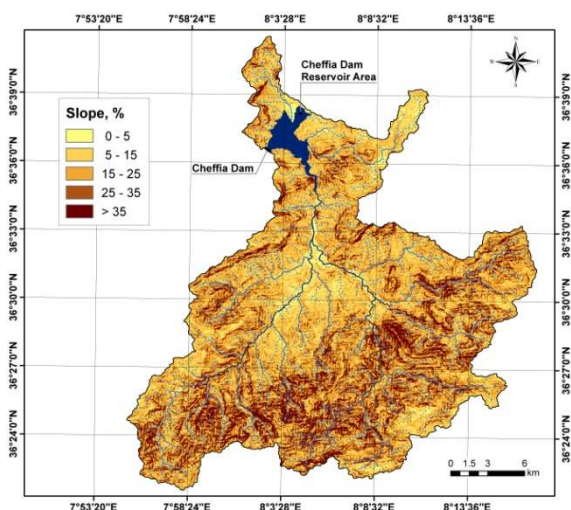 7°53'20"E 7°58'24"E 8°3'28"E 8°8'32"E 8°13'36"E
Cheffia Dam
Reservoir Area
N
W E
S
Slope, %
0 - 5
5 - 15
15 - 25
25 - 35
> 35
Cheffia Dam
36°39'0"N
36°36'0"N
36°33'0"N
36°30'0"N
36°27'0"N
36°24'0"N
36°39'0"N
36°36'0"N
36°33'0"N
36°30'0"N
36°27'0"N
36°24'0"N
0 1.5 3 6
km
7°53'20"E 7°58'24"E 8°3'28"E 8°8'32"E 8°13'36"E